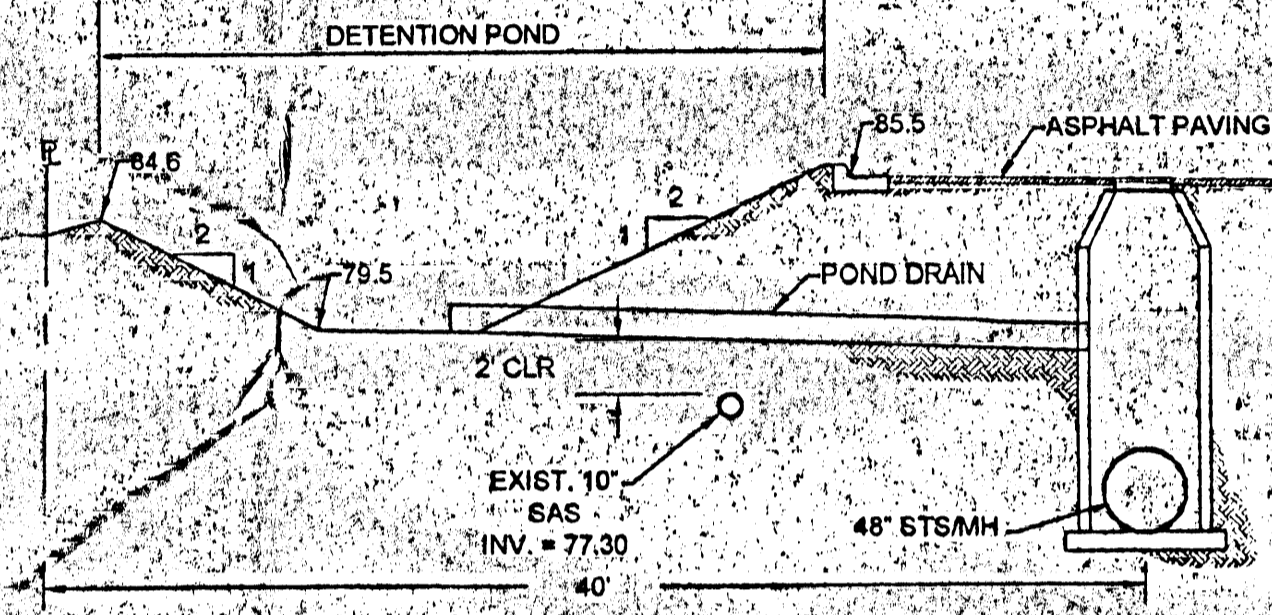 DETENTION POND
85.5
ASPHALT PAVING
PL
84.6
2
1
2
1
79.5
POND DRAIN
2' CLR
EXIST. 10"
SAS
INV. = 77.30
48" STS/MH
40'